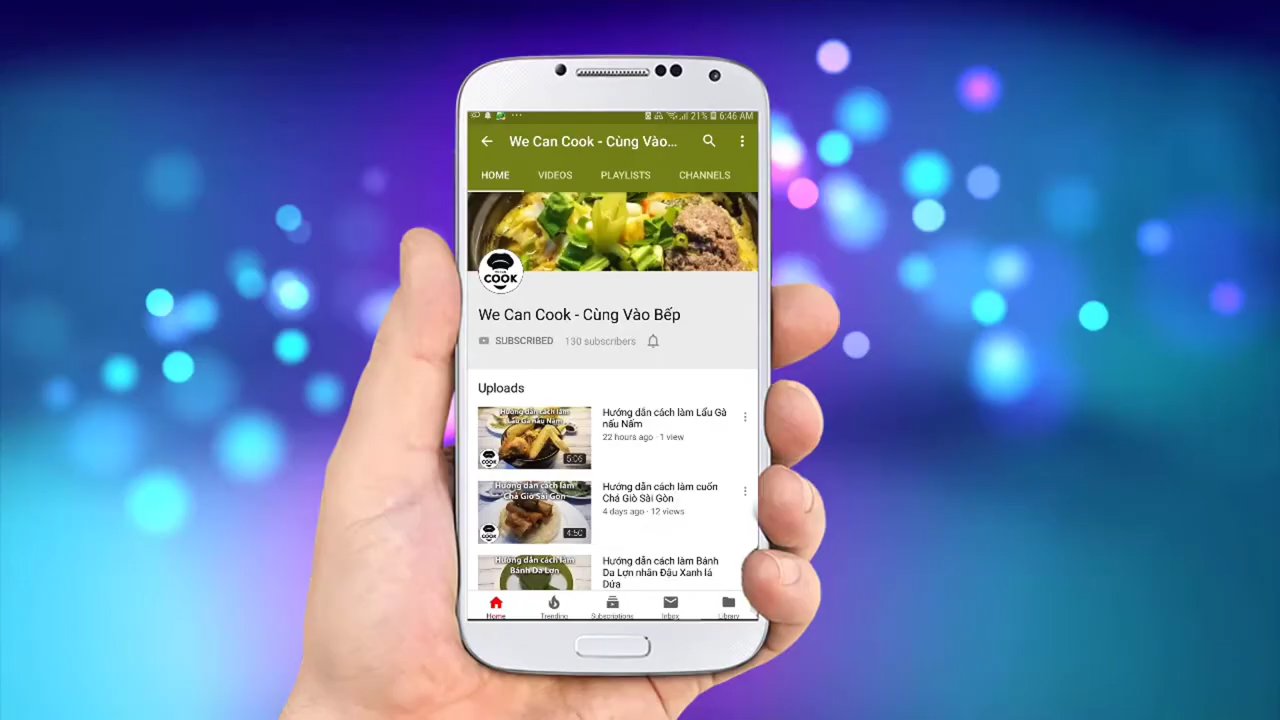 21% 6:46 AM
We Can Cook - Cùng Vào...
HOME VIDEOS PLAYLISTS CHANNELS
COOK
We Can Cook - Cùng Vào Bếp
SUBSCRIBED 130 subscribers
Uploads
Hướng dẫn cách làm
Lẩu Gà nấu Nấm
COOK
5:06
Hướng dẫn cách làm Lẩu Gà
nấu Nấm
22 hours ago · 1 view
Hướng dẫn cách làm
Chả Giò Sài Gòn
COOK
4:50
Hướng dẫn cách làm cuốn
Chả Giò Sài Gòn
4 days ago · 12 views
Hướng dẫn cách làm
Bánh Da Lợn
Hướng dẫn cách làm Bánh
Da Lợn nhân Đậu Xanh lá
Dứa
Home Trending Subscriptions Inbox Library